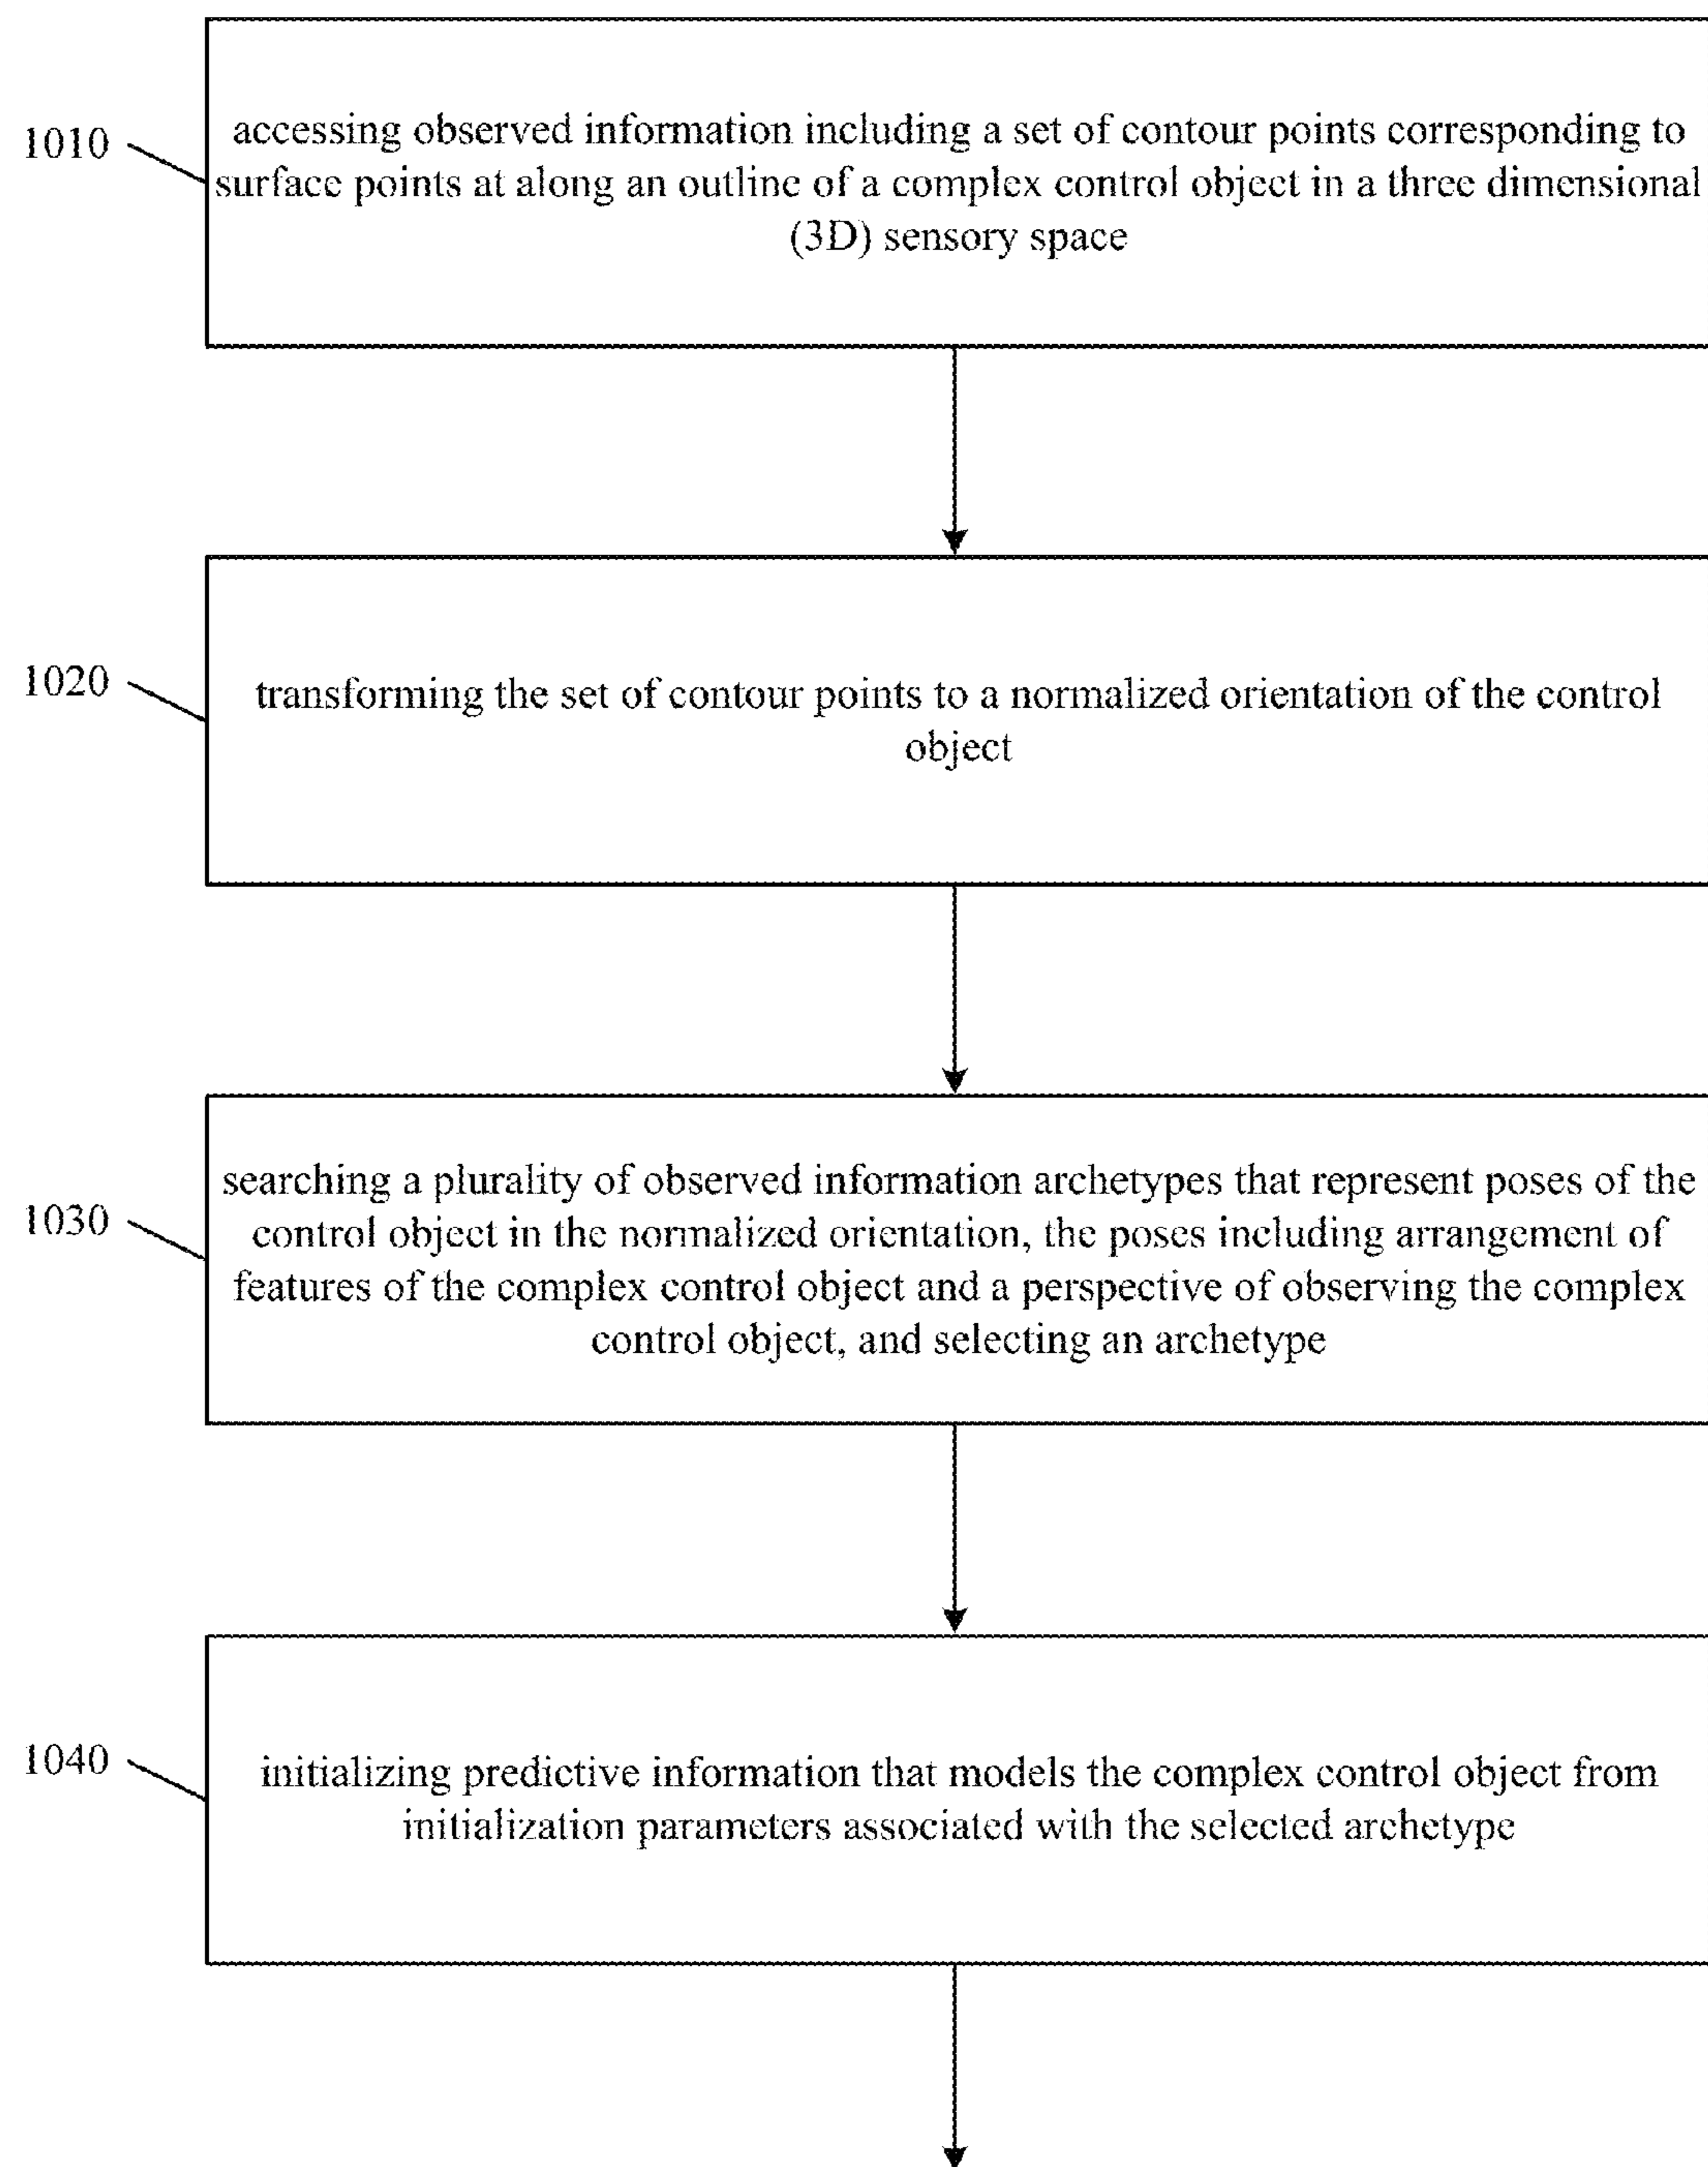 1010
accessing observed information including a set of contour points corresponding to
surface points at along an outline of a complex control object in a three dimensional
(3D) sensory space
1020
transforming the set of contour points to a normalized orientation of the control
object
1030
searching a plurality of observed information archetypes that represent poses of the
control object in the normalized orientation, the poses including arrangement of
features of the complex control object and a perspective of observing the complex
control object, and selecting an archetype
1040
initializing predictive information that models the complex control object from
initialization parameters associated with the selected archetype